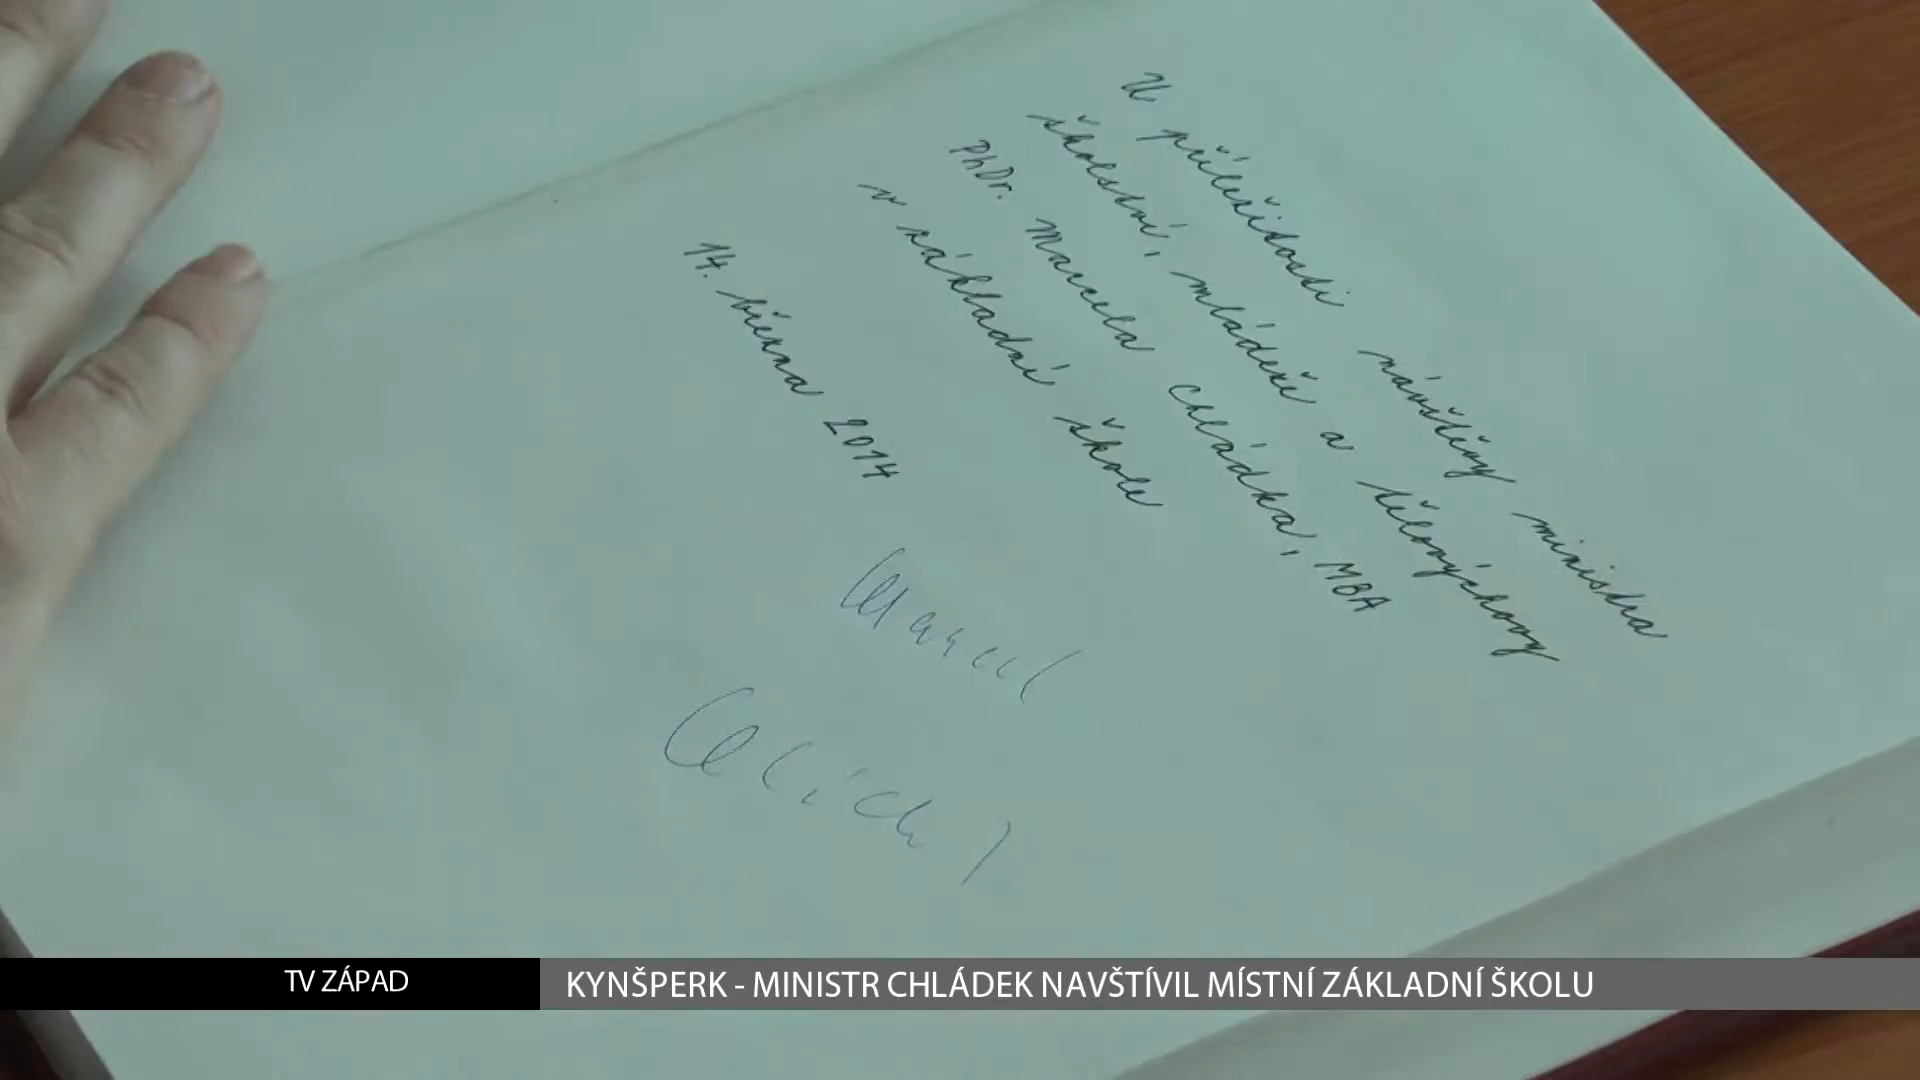 U příležitosti návštěvy ministra
školství, mládeže a tělovýchovy
PhDr. Marcela Chládka, MBA
v základní škole
14. března 2014
Marcel
TV ZÁPAD
KYNŠPERK - MINISTR CHLÁDEK NAVŠTÍVIL MÍSTNÍ ZÁKLADNÍ ŠKOLU